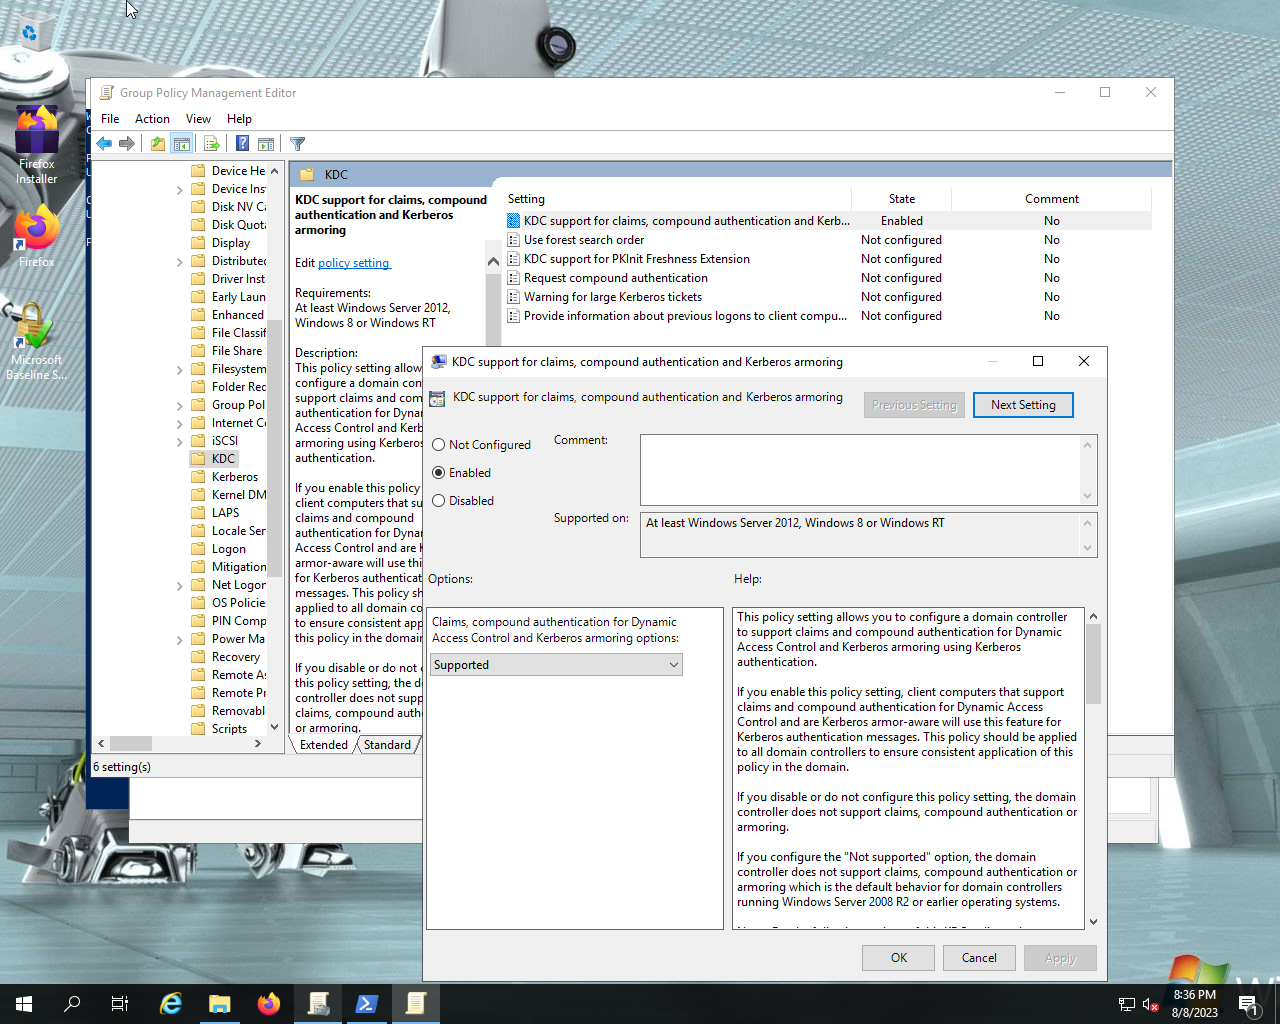 Firefox
Installer
Firefox
Microsoft
Baseline S...
Group Policy Management Editor
File Action View Help
Device He
Device Ins
Disk NV Ca
Disk Quota
Display
Distributed
Driver Inst
Early Laun
Enhanced
File Classif
File Share
Filesystem
Folder Red
Group Pol
Internet Co
iSCSI
KDC
Kerberos
Kernel DM
LAPS
Locale Ser
Logon
Mitigation
Net Logon
OS Policie
PIN Comp
Power Ma
Recovery
Remote As
Remote Pr
Removabl
Scripts
KDC
KDC support for claims, compound
authentication and Kerberos
armoring
Edit policy setting
Requirements:
At least Windows Server 2012,
Windows 8 or Windows RT
Description:
This policy setting allow
configure a domain cont
support claims and com
authentication for Dynam
Access Control and Kerb
armoring using Kerberos
authentication.
If you enable this policy
client computers that su
claims and compound
authentication for Dynam
Access Control and are K
armor-aware will use this
for Kerberos authenticat
messages. This policy sh
applied to all domain co
to ensure consistent app
this policy in the domain
If you disable or do not c
this policy setting, the d
controller does not supp
claims, compound auth
or armoring.
Setting State Comment
KDC support for claims, compound authentication and Kerb... Enabled No
Use forest search order Not configured No
KDC support for PKInit Freshness Extension Not configured No
Request compound authentication Not configured No
Warning for large Kerberos tickets Not configured No
Provide information about previous logons to client compu... Not configured No
Extended Standard
6 setting(s)
KDC support for claims, compound authentication and Kerberos armoring
KDC support for claims, compound authentication and Kerberos armoring
Previous Setting Next Setting
Not Configured
Enabled
Disabled
Comment:
Supported on:
At least Windows Server 2012, Windows 8 or Windows RT
Options:
Help:
Claims, compound authentication for Dynamic
Access Control and Kerberos armoring options:
Supported
This policy setting allows you to configure a domain controller
to support claims and compound authentication for Dynamic
Access Control and Kerberos armoring using Kerberos
authentication.
If you enable this policy setting, client computers that support
claims and compound authentication for Dynamic Access
Control and are Kerberos armor-aware will use this feature for
Kerberos authentication messages. This policy should be applied
to all domain controllers to ensure consistent application of this
policy in the domain.
If you disable or do not configure this policy setting, the domain
controller does not support claims, compound authentication or
armoring.
If you configure the "Not supported" option, the domain
controller does not support claims, compound authentication or
armoring which is the default behavior for domain controllers
running Windows Server 2008 R2 or earlier operating systems.
OK Cancel Apply
8:36 PM
8/8/2023
1